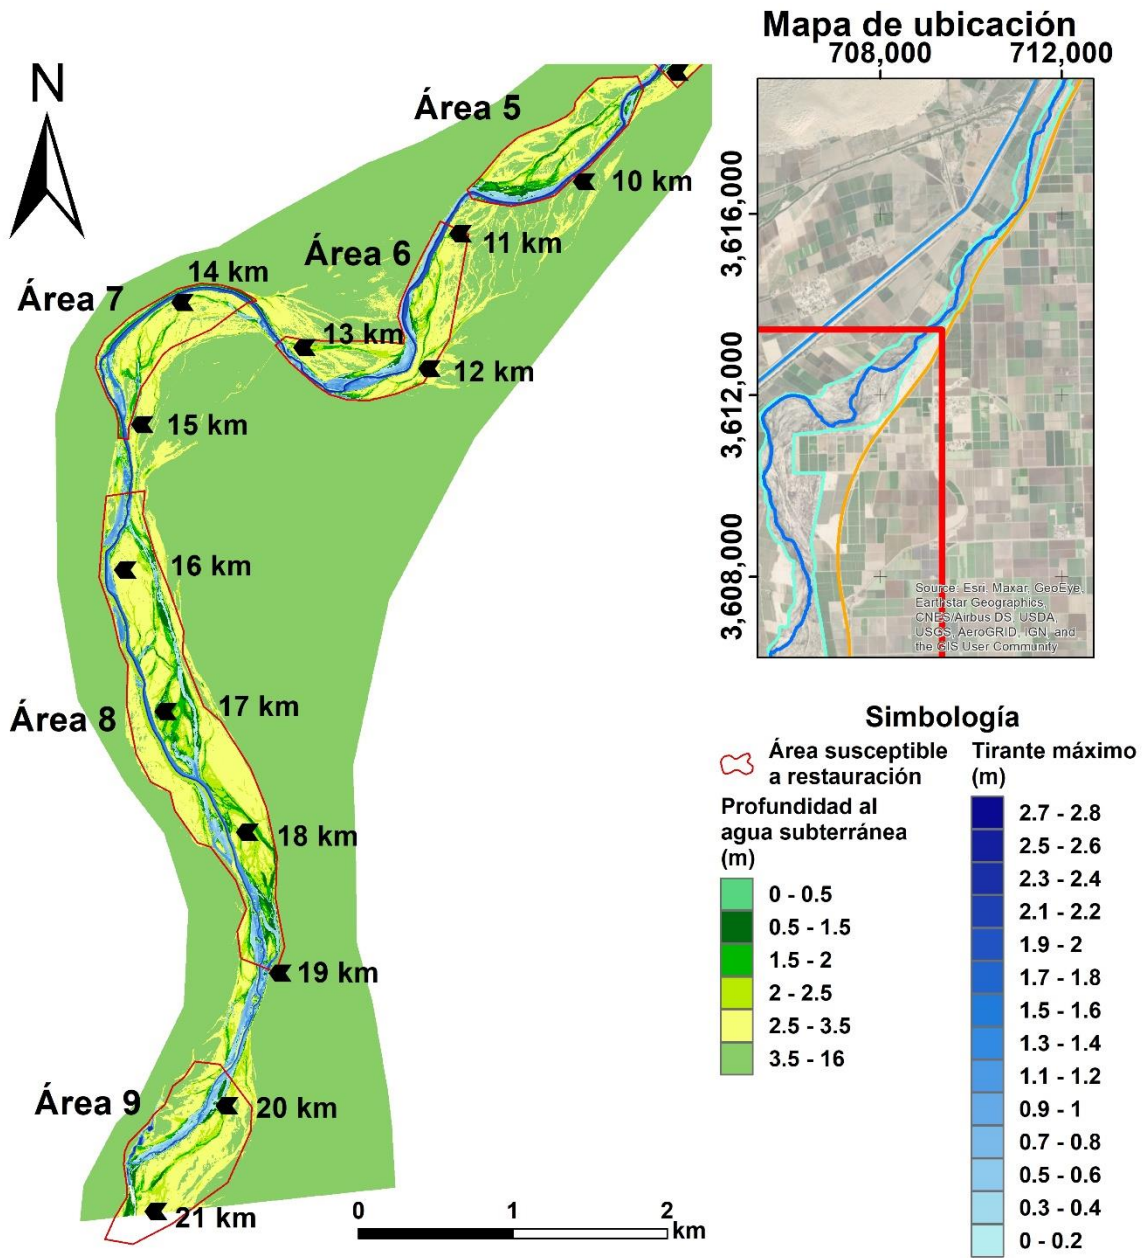 Mapa de ubicación
708,000
712,000
3,616,000
3,612,000
3,608,000
Source: Esri, Maxar, GeoEye,
Earthstar Geographics,
CNES/Airbus DS, USDA,
USGS, AeroGRID, IGN, and
the GIS User Community
N
Área 5
10 km
11 km
Área 6
14 km
Área 7
13 km
12 km
15 km
16 km
17 km
Área 8
18 km
19 km
Área 9
20 km
21 km
0
1
2
km
Simbología
Área susceptible
a restauración
Profundidad al
agua subterránea
(m)
0 - 0.5
0.5 - 1.5
1.5 - 2
2 - 2.5
2.5 - 3.5
3.5 - 16
Tirante máximo
(m)
2.7 - 2.8
2.5 - 2.6
2.3 - 2.4
2.1 - 2.2
1.9 - 2
1.7 - 1.8
1.5 - 1.6
1.3 - 1.4
1.1 - 1.2
0.9 - 1
0.7 - 0.8
0.5 - 0.6
0.3 - 0.4
0 - 0.2